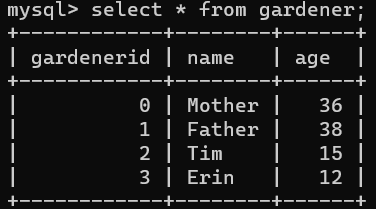 mysql> select * from gardener;
+------------+--------+------+
| gardenerid | name   | age  |
+------------+--------+------+
|          0 | Mother |   36 |
|          1 | Father |   38 |
|          2 | Tim    |   15 |
|          3 | Erin   |   12 |
+------------+--------+------+